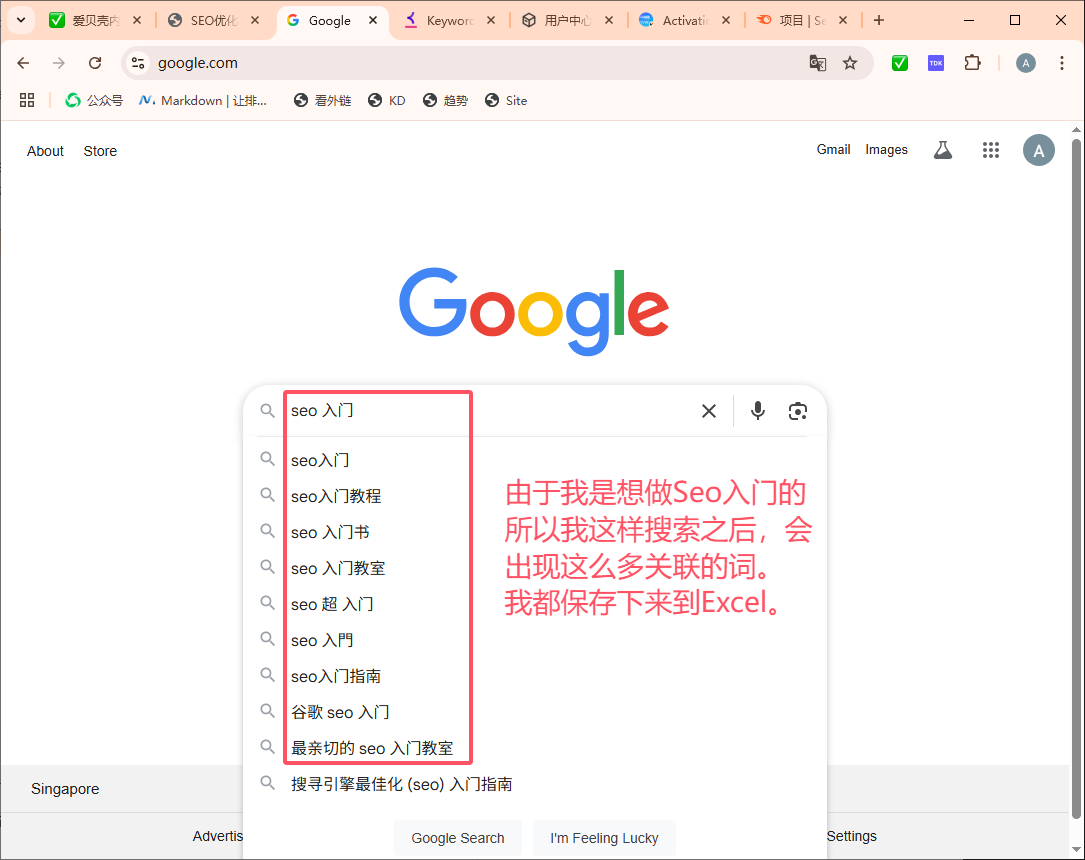 爱贝壳内
SEO优化
Google
Keyword
用户中心
Activatio
项目 | Se
google.com
公众号
Markdown | 让排...
看外链
KD
趋势
Site
About
Store
Gmail
Images
A
Google
seo 入门
seo入门
seo入门教程
seo 入门书
seo 入门教室
seo 超 入门
seo 入門
seo入门指南
谷歌 seo 入门
最亲切的 seo 入门教室
搜寻引擎最佳化 (seo) 入门指南
由于我是想做Seo入门的
所以我这样搜索之后，会
出现这么多关联的词。
我都保存下来到Excel。
Google Search
I'm Feeling Lucky
Singapore
Advertis
Settings